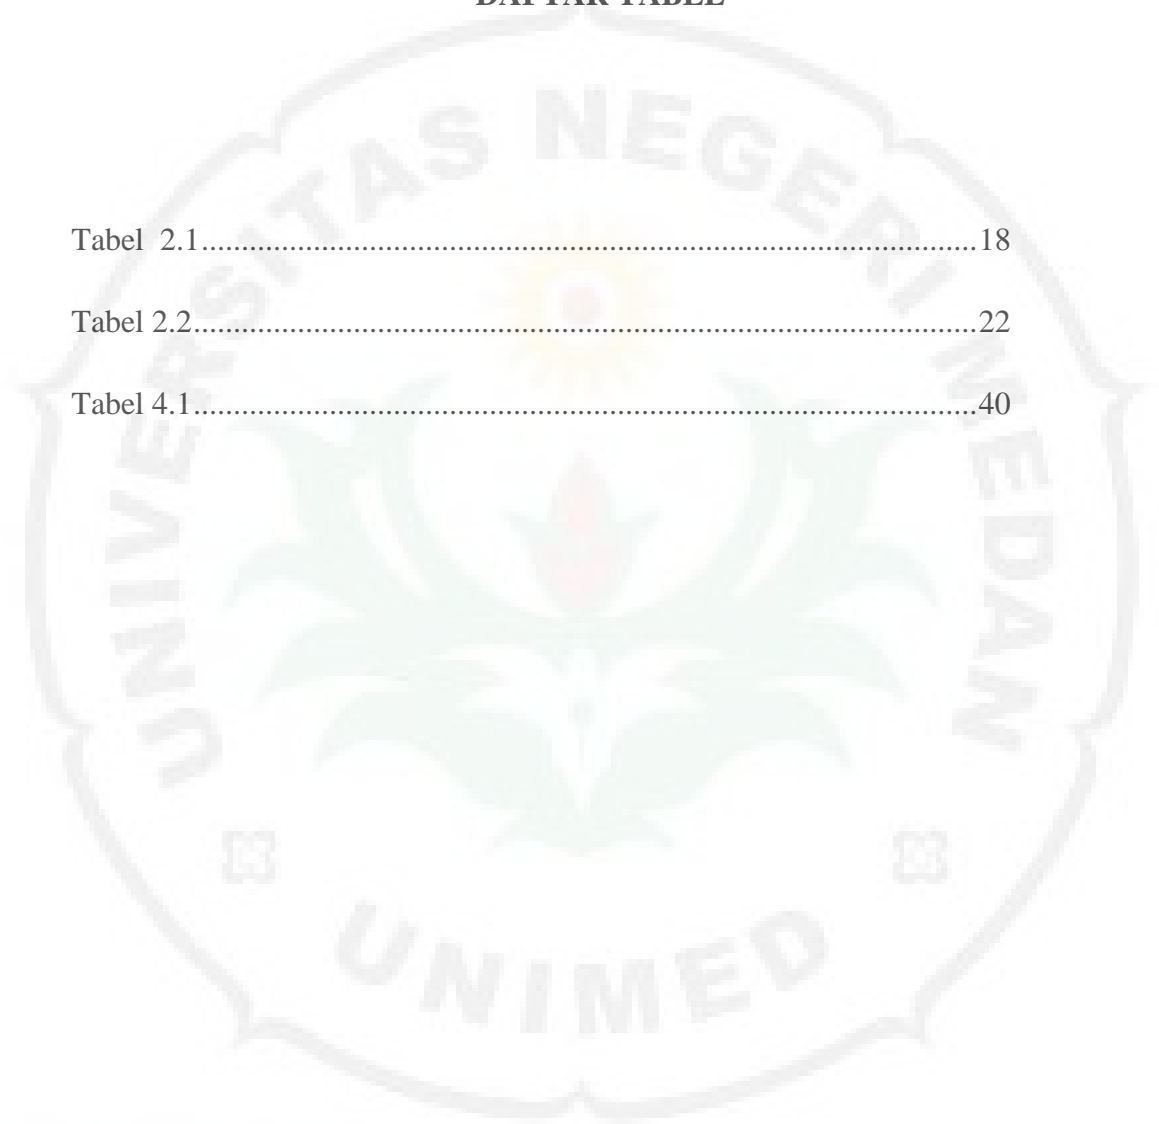 DAFTAR TABEL
UNIVERSITAS NEGERI MEDAN
Tabel  2.1.................................................................................................18
Tabel 2.2..................................................................................................22
Tabel 4.1..................................................................................................40
UNIMED